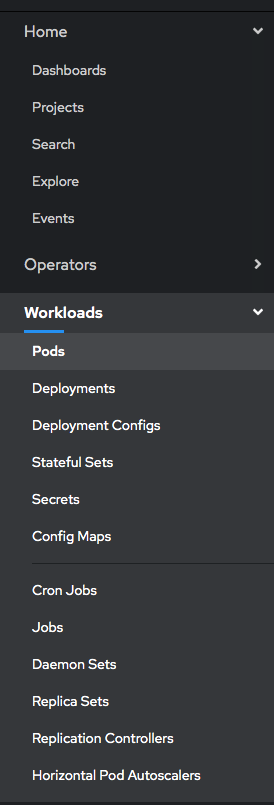 Home
Dashboards
Projects
Search
Explore
Events
Operators
Workloads
Pods
Deployments
Deployment Configs
Stateful Sets
Secrets
Config Maps
Cron Jobs
Jobs
Daemon Sets
Replica Sets
Replication Controllers
Horizontal Pod Autoscalers